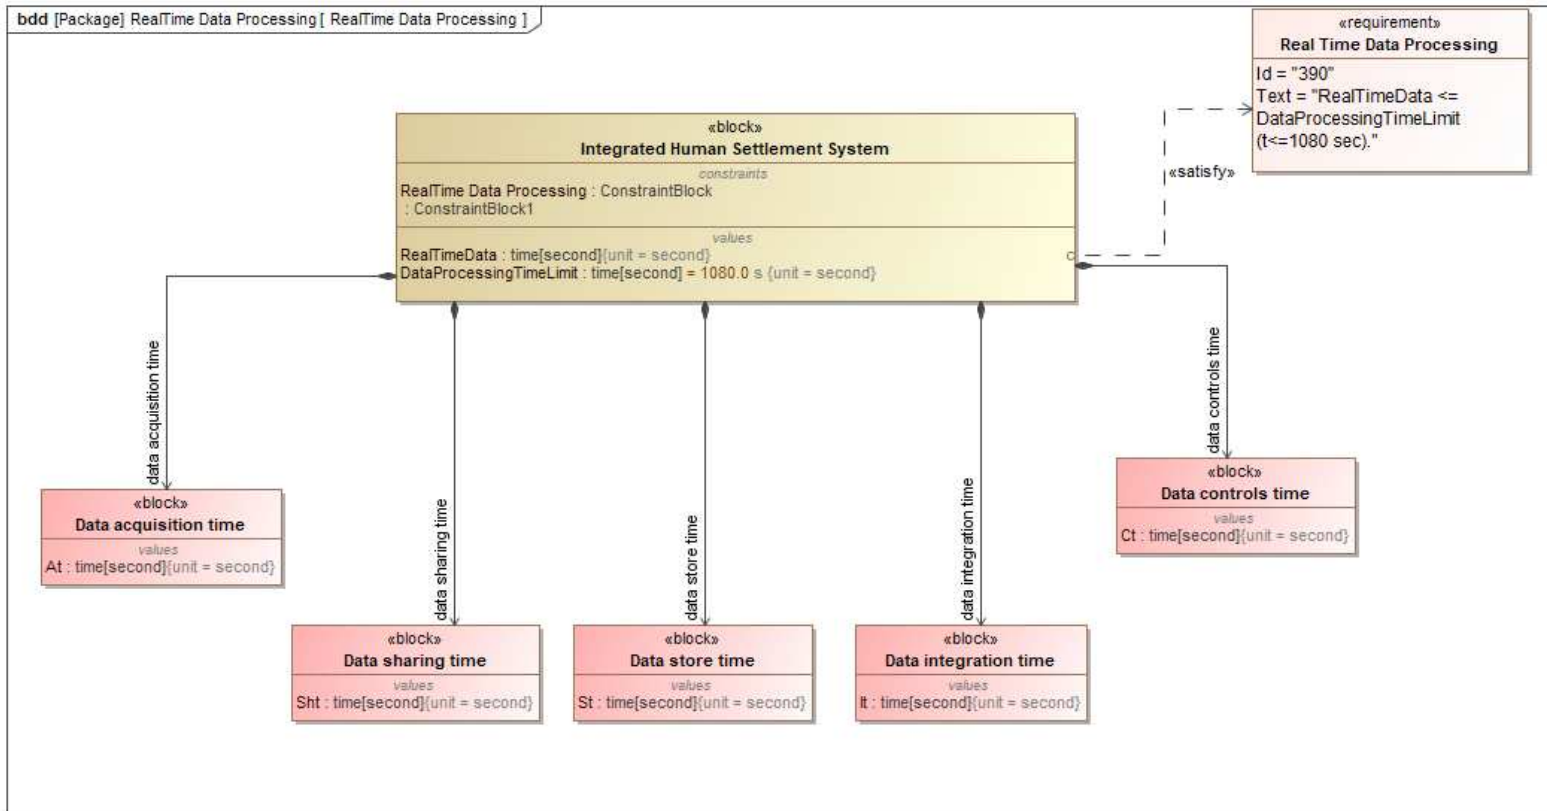 bdd [Package] RealTime Data Processing [ RealTime Data Processing ]
«requirement»
Real Time Data Processing
Id = "390"
Text = "RealTimeData <=
DataProcessingTimeLimit
(t<=1080 sec)."
«satisfy»
«block»
Integrated Human Settlement System
constraints
RealTime Data Processing : ConstraintBlock
: ConstraintBlock1
values
RealTimeData : time[second]{unit = second}
DataProcessingTimeLimit : time[second] = 1080.0 s {unit = second}
c
data acquisition time
data sharing time
data store time
data integration time
data controls time
«block»
Data acquisition time
values
At : time[second]{unit = second}
«block»
Data sharing time
values
Sht : time[second]{unit = second}
«block»
Data store time
values
St : time[second]{unit = second}
«block»
Data integration time
values
It : time[second]{unit = second}
«block»
Data controls time
values
Ct : time[second]{unit = second}